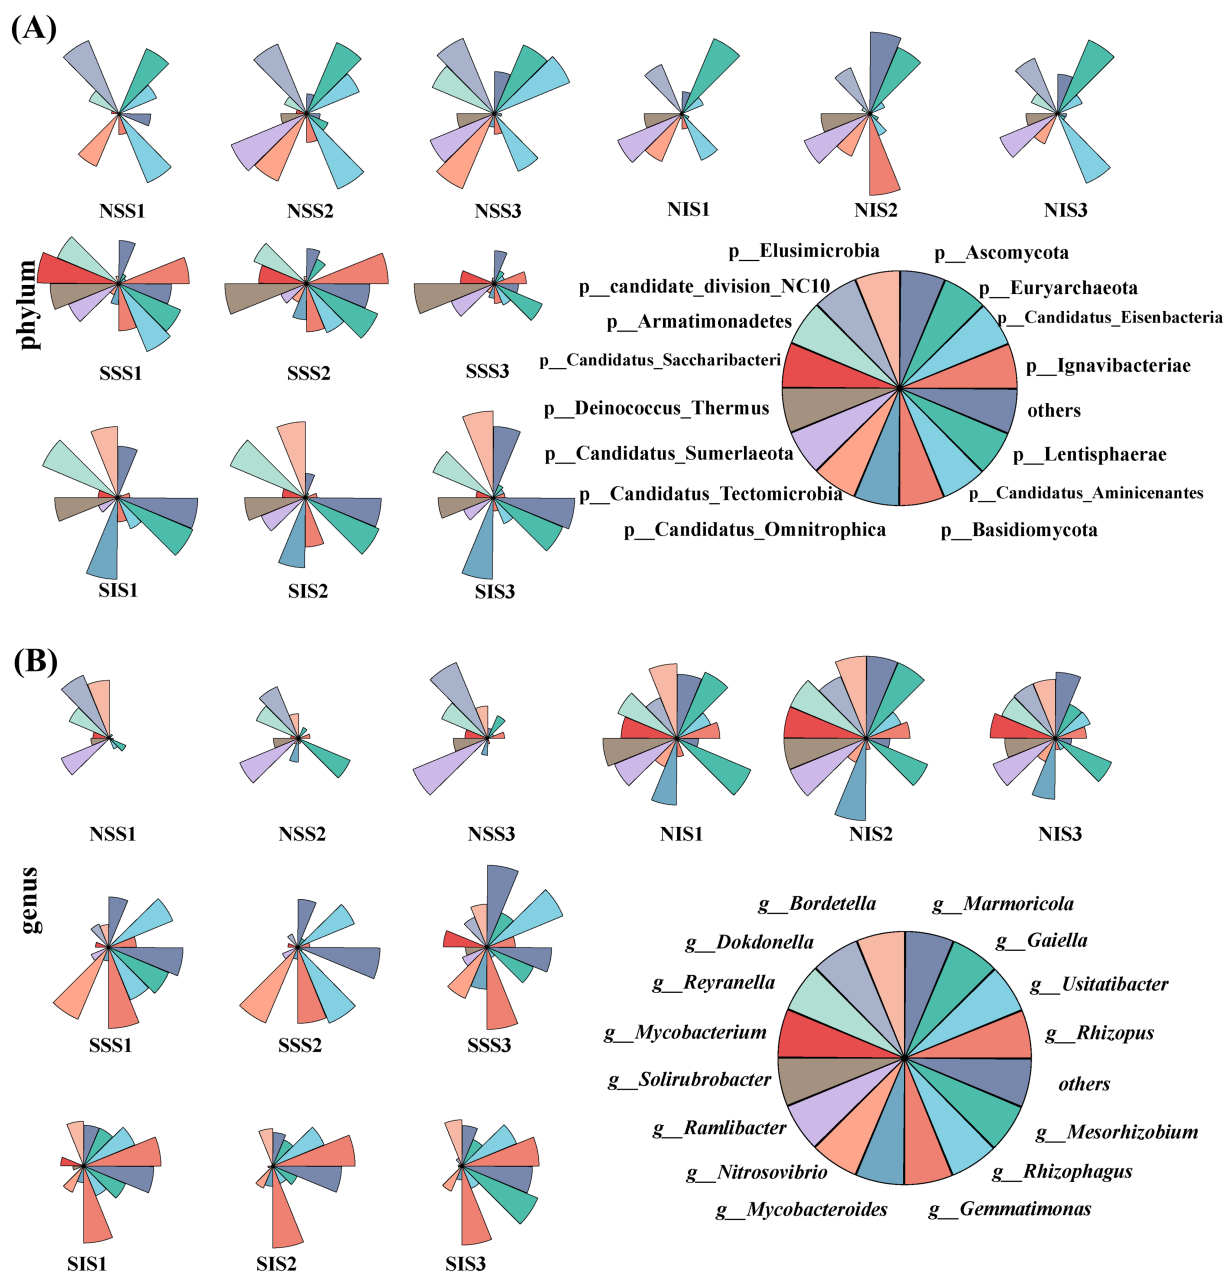 (A)
NSS1
NSS2
NSS3
NIS1
NIS2
NIS3
phylum
SSS1
SSS2
SSS3
SIS1
SIS2
SIS3
p__Elusimicrobia
p__Ascomycota
p__candidate_division_NC10
p__Euryarchaeota
p__Armatimonadetes
p__Candidatus_Eisenbacteria
p__Candidatus_Saccharibacteri
p__Ignavibacteriae
p__Deinococcus_Thermus
others
p__Candidatus_Sumerlaeota
p__Lentisphaerae
p__Candidatus_Tectomicrobia
p__Candidatus_Aminicenantes
p__Candidatus_Omnitrophica
p__Basidiomycota
(B)
NSS1
NSS2
NSS3
NIS1
NIS2
NIS3
genus
SSS1
SSS2
SSS3
SIS1
SIS2
SIS3
g__Bordetella
g__Marmoricola
g__Dokdonella
g__Gaiella
g__Reyranella
g__Usitatibacter
g__Mycobacterium
g__Rhizopus
g__Solirubrobacter
others
g__Ramlibacter
g__Mesorhizobium
g__Nitrosovibrio
g__Rhizophagus
g__Mycobacteroides
g__Gemmatimonas